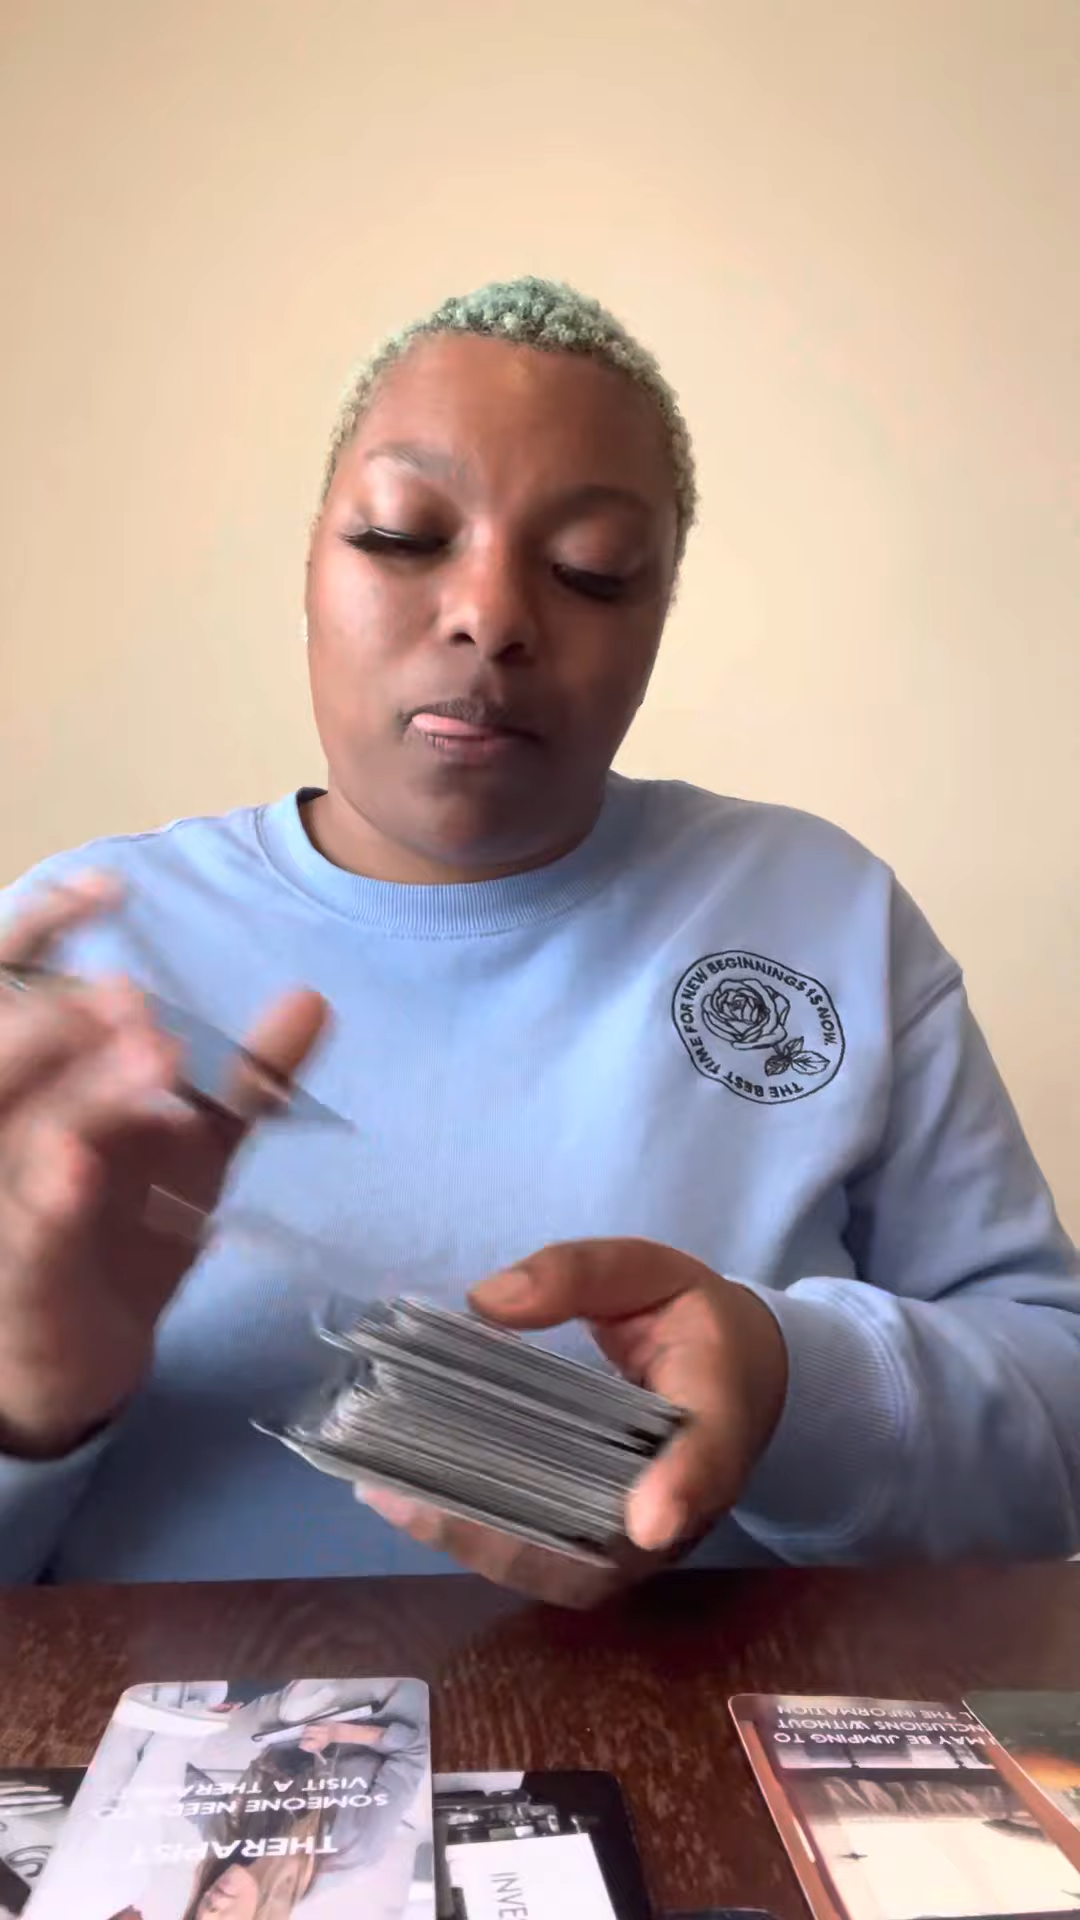 THE BEST TIME FOR NEW BEGINNINGS IS NOW.
THERAPIST
SOMEONE NEEDS TO
VISIT A
INVE
MAY BE JUMPING TO
NCLUSIONS WITHOUT
THE INFORMATION